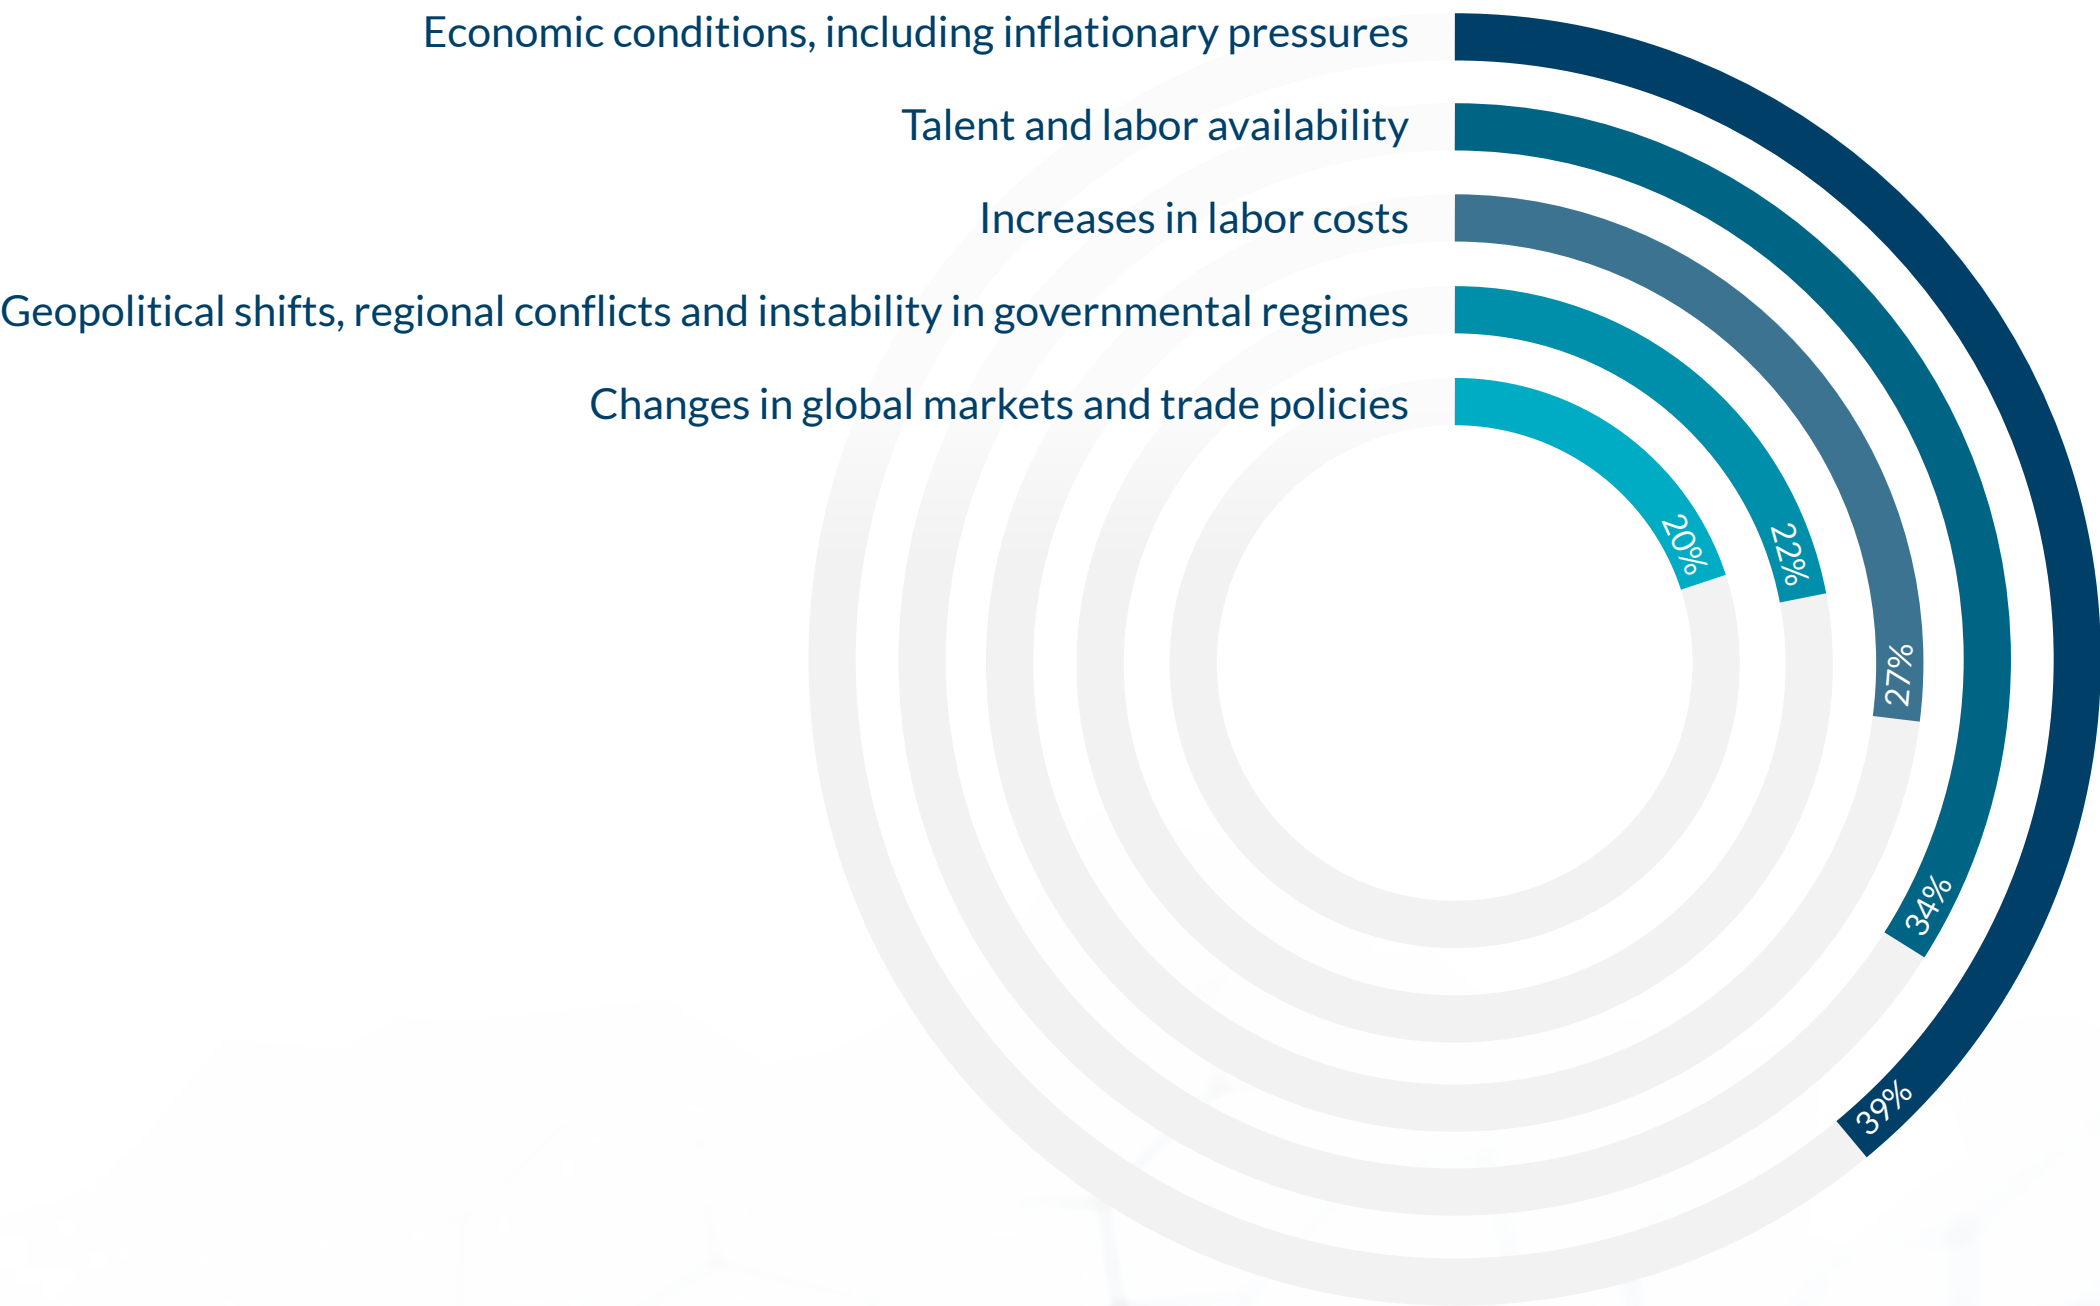 Economic conditions, including inflationary pressures
Talent and labor availability
Increases in labor costs
Geopolitical shifts, regional conflicts and instability in governmental regimes
Changes in global markets and trade policies
20%
22%
27%
34%
39%